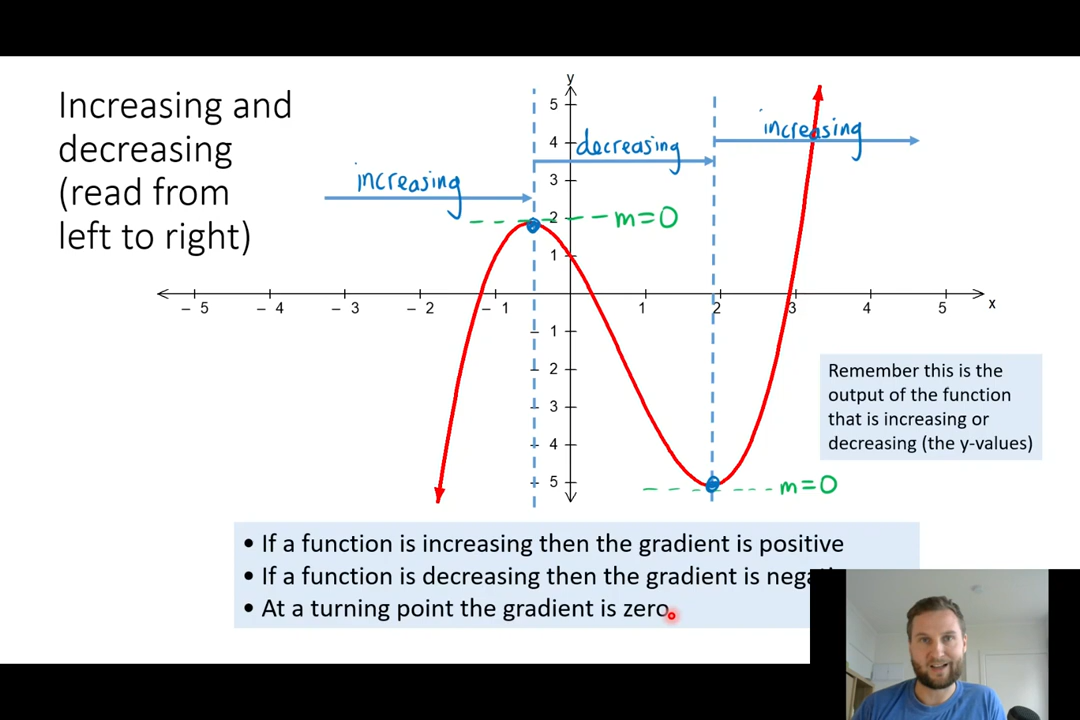 Increasing and
decreasing
(read from
left to right)
y
5
4
3
2
1
increasing
decreasing
increasing
m=0
– 5
– 4
– 3
– 2
– 1
1
2
3
4
5
x
– 1
– 2
– 3
– 4
– 5
m=0
Remember this is the
output of the function
that is increasing or
decreasing (the y-values)
• If a function is increasing then the gradient is positive
• If a function is decreasing then the gradient is
• At a turning point the gradient is zero